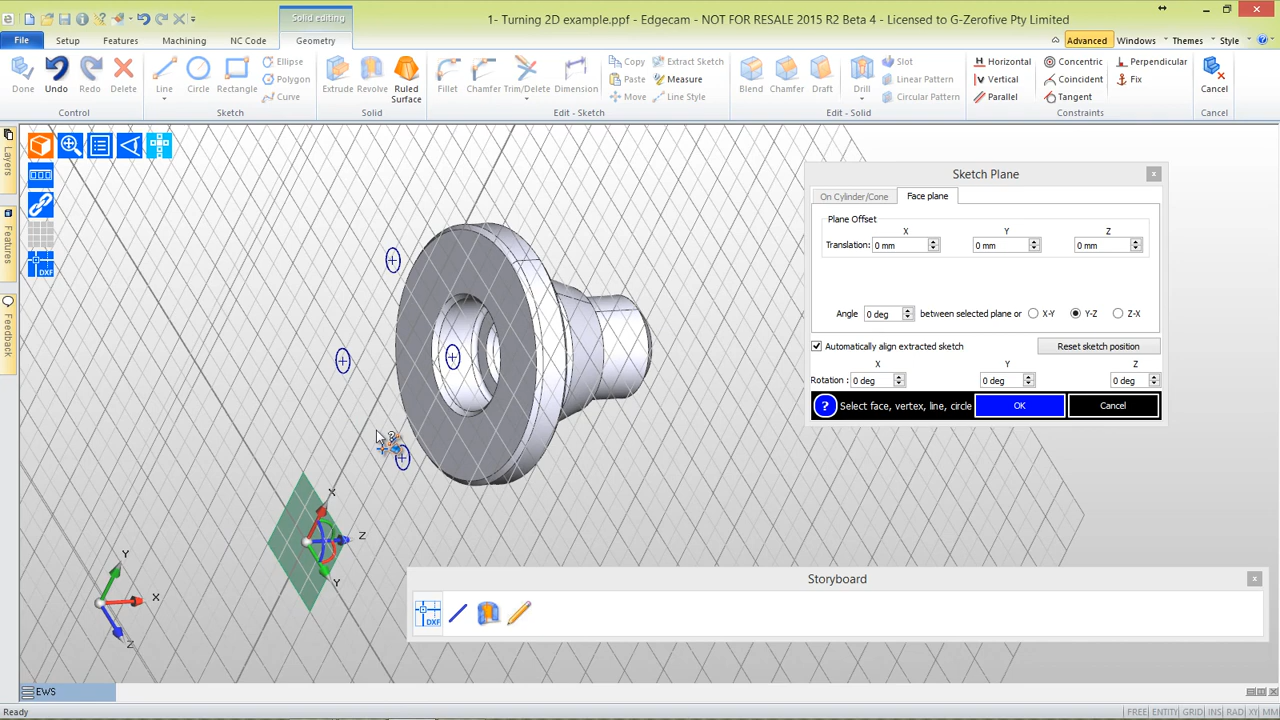 Solid editing
1- Turning 2D example.ppf - Edgecam - NOT FOR RESALE 2015 R2 Beta 4 - Licensed to G-Zerofive Pty Limited
File Setup Features Machining NC Code Geometry Advanced Windows Themes Style
Done Undo Redo Delete
Control
Line Circle Rectangle Ellipse Polygon Curve
Sketch
Extrude Revolve Ruled Surface
Solid
Fillet Chamfer Trim/Delete Dimension Copy Paste Move Extract Sketch Measure Line Style
Edit - Sketch
Blend Chamfer Draft Drill Slot Linear Pattern Circular Pattern
Edit - Solid
Horizontal Vertical Parallel Concentric Coincident Tangent Perpendicular Fix
Constraints
Cancel
Cancel
Layers
Features
Feedback
DXF
Sketch Plane
On Cylinder/Cone Face plane
Plane Offset
X Y Z
Translation: 0 mm 0 mm 0 mm
Angle 0 deg between selected plane or X-Y Y-Z Z-X
Automatically align extracted sketch Reset sketch position
X Y Z
Rotation : 0 deg 0 deg 0 deg
? Select face, vertex, line, circle OK Cancel
X
Z
Y
Y
X
Z
Storyboard
DXF
EWS
Ready FREE ENTITY GRID INS RAD XY MM